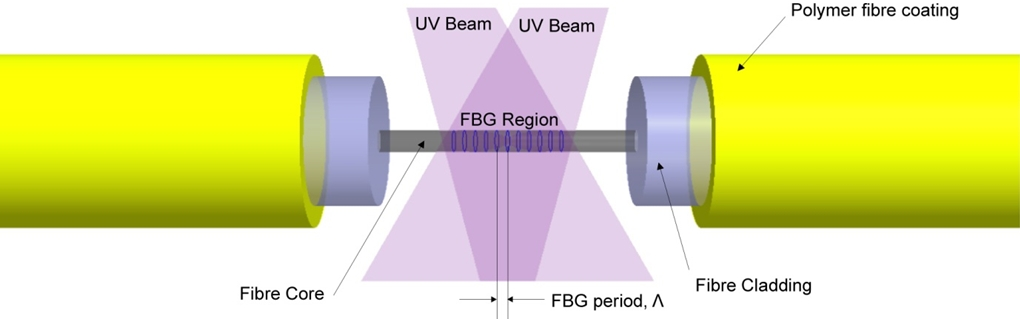 Polymer fibre coating
UV Beam
UV Beam
FBG Region
Fibre Core
Fibre Cladding
FBG period, Λ